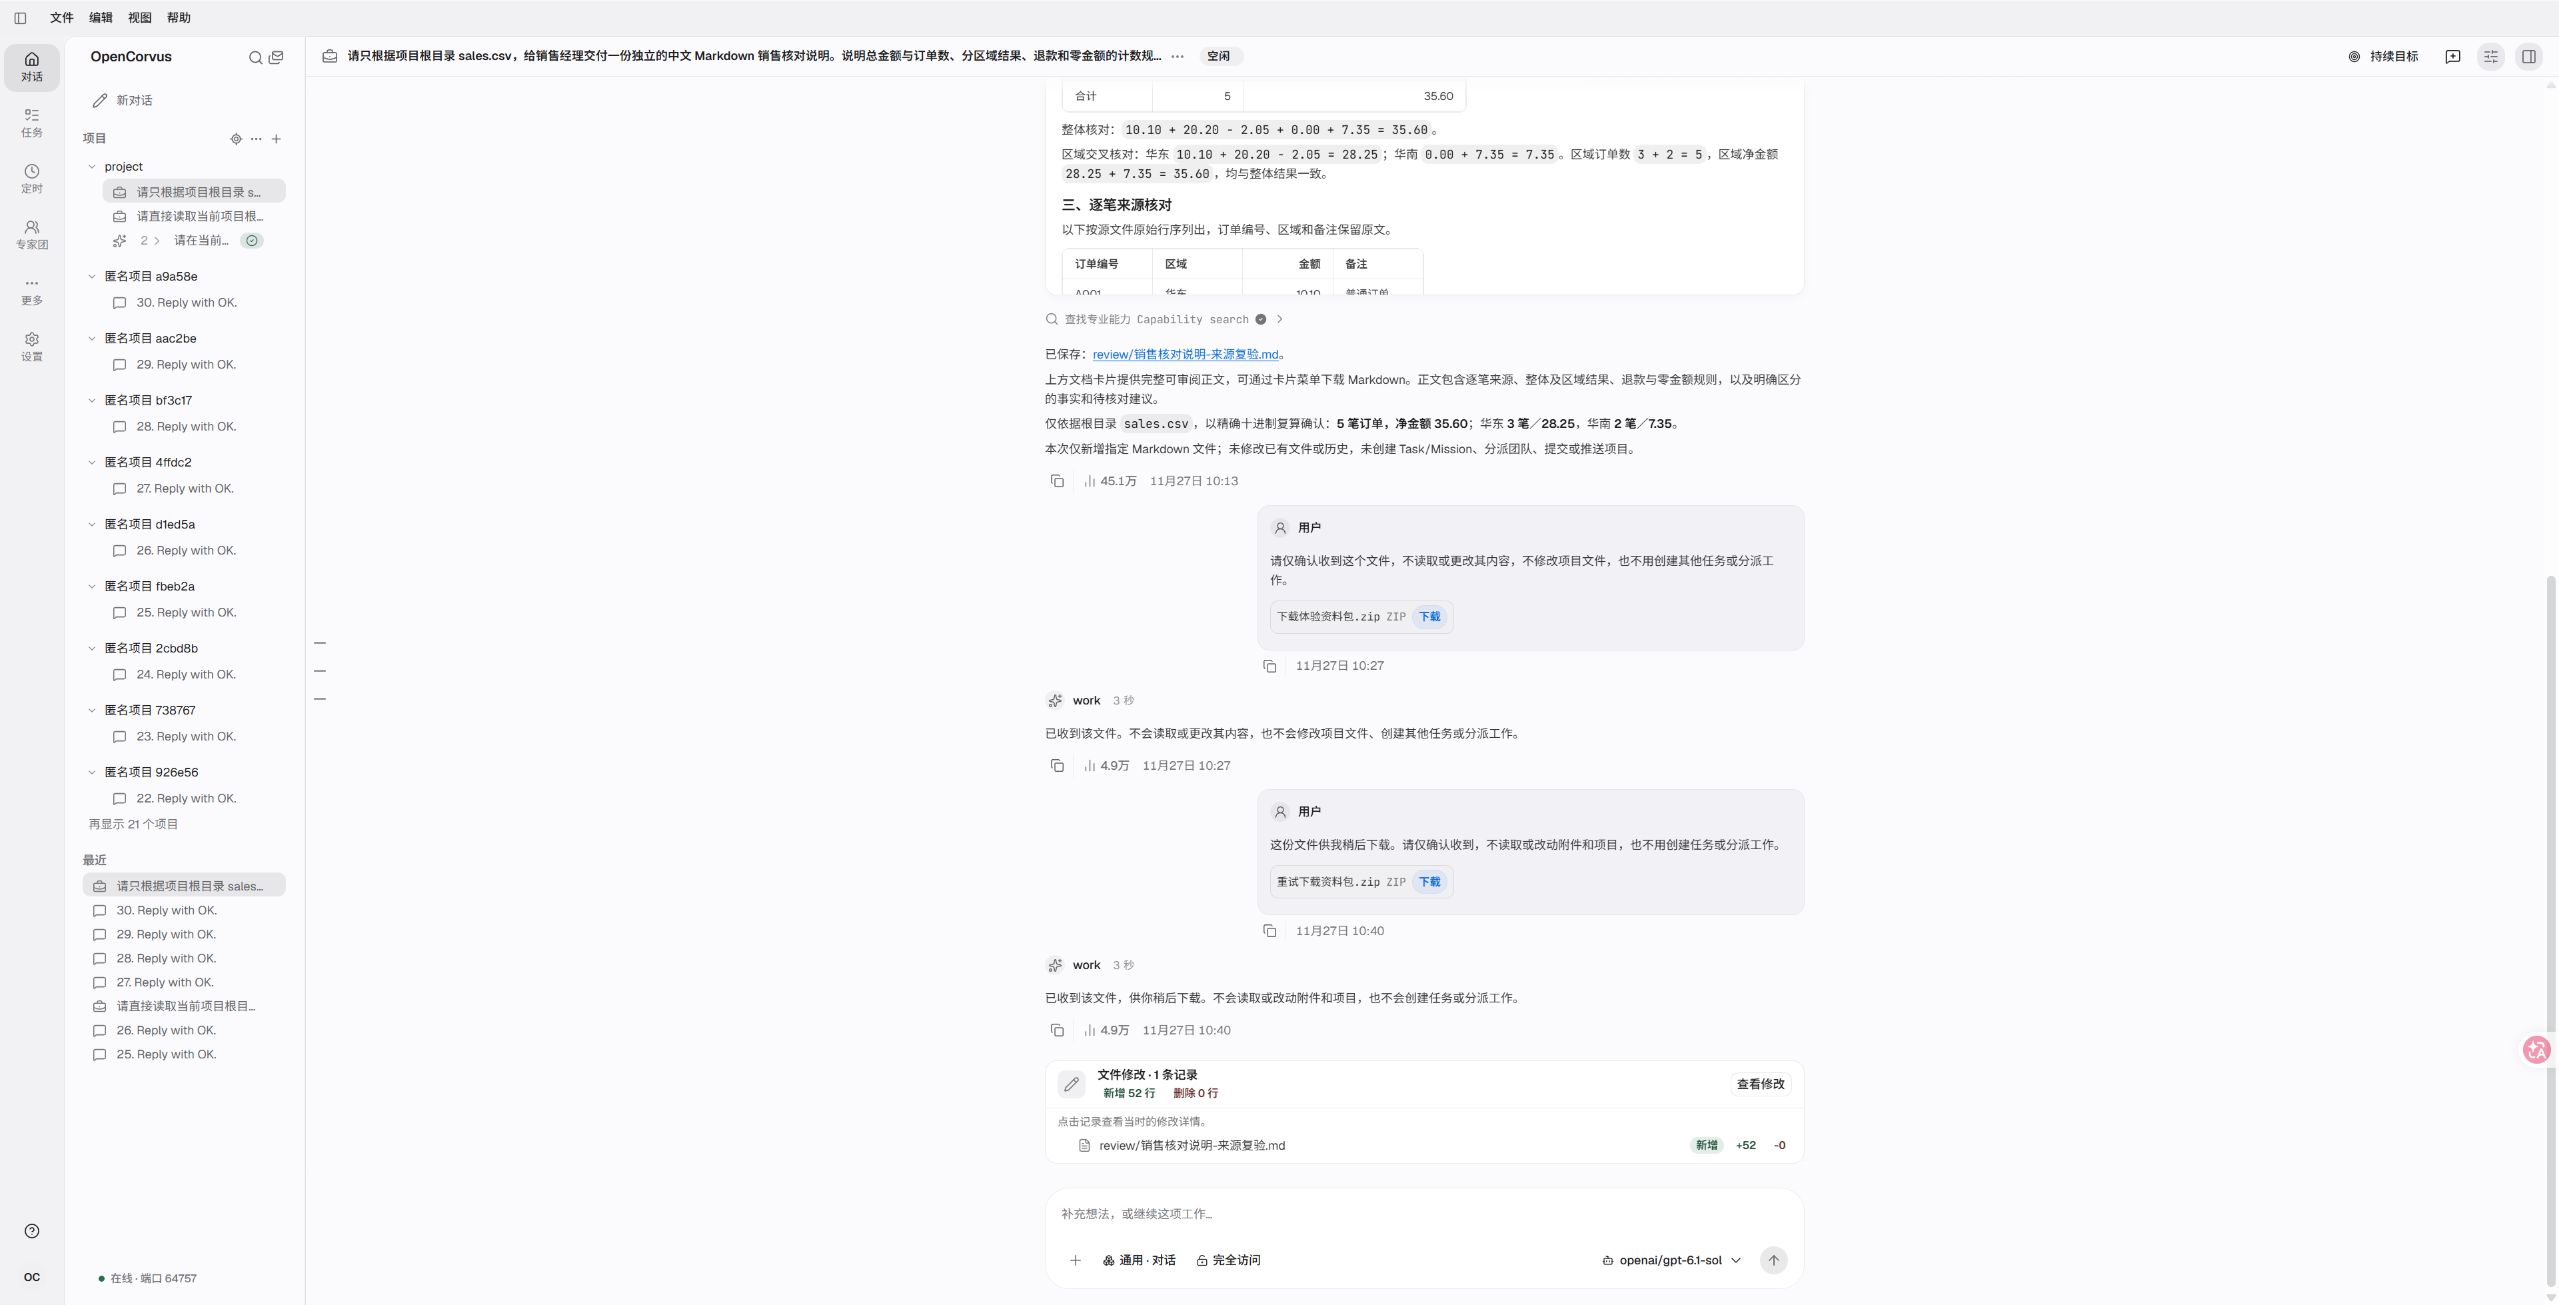 文件 编辑 视图 帮助
对话
任务
定时
专家团
更多
设置
OC
OpenCorvus
新对话
项目
project
请只根据项目根目录 s...
请直接读取当前项目根...
2 请在当前...
匿名项目 a9a58e
30. Reply with OK.
匿名项目 aac2be
29. Reply with OK.
匿名项目 bf3c17
28. Reply with OK.
匿名项目 4ffdc2
27. Reply with OK.
匿名项目 d1ed5a
26. Reply with OK.
匿名项目 fbeb2a
25. Reply with OK.
匿名项目 2cbd8b
24. Reply with OK.
匿名项目 738767
23. Reply with OK.
匿名项目 926e56
22. Reply with OK.
再显示 21 个项目
最近
请只根据项目根目录 sales...
30. Reply with OK.
29. Reply with OK.
28. Reply with OK.
27. Reply with OK.
请直接读取当前项目根目...
26. Reply with OK.
25. Reply with OK.
在线 · 端口 64757
请只根据项目根目录 sales.csv，给销售经理交付一份独立的中文 Markdown 销售核对说明。说明总金额与订单数、分区域结果、退款和零金额的计数规... 空闲
持续目标
合计 5 35.60
整体核对：10.10 + 20.20 - 2.05 + 0.00 + 7.35 = 35.60。
区域交叉核对：华东 10.10 + 20.20 - 2.05 = 28.25；华南 0.00 + 7.35 = 7.35。区域订单数 3 + 2 = 5，区域净金额
28.25 + 7.35 = 35.60，均与整体结果一致。
三、逐笔来源核对
以下按源文件原始行序列出，订单编号、区域和备注保留原文。
订单编号 区域 金额 备注
A001 华东 10.10 普通订单
查找专业能力 Capability search
已保存：review/销售核对说明-来源复验.md。
上方文档卡片提供完整可审阅正文，可通过卡片菜单下载 Markdown。正文包含逐笔来源、整体及区域结果、退款与零金额规则，以及明确区分
的事实和待核对建议。
仅依据根目录 sales.csv，以精确十进制复算确认：5 笔订单，净金额 35.60；华东 3 笔／28.25，华南 2 笔／7.35。
本次仅新增指定 Markdown 文件；未修改已有文件或历史，未创建 Task/Mission、分派团队、提交或推送项目。
45.1万 11月27日 10:13
用户
请仅确认收到这个文件，不读取或更改其内容，不修改项目文件，也不用创建其他任务或分派工
作。
下载体验资料包.zip ZIP 下载
11月27日 10:27
work 3 秒
已收到该文件。不会读取或更改其内容，也不会修改项目文件、创建其他任务或分派工作。
4.9万 11月27日 10:27
用户
这份文件供我稍后下载。请仅确认收到，不读取或改动附件和项目，也不用创建任务或分派工作。
重试下载资料包.zip ZIP 下载
11月27日 10:40
work 3 秒
已收到该文件，供你稍后下载。不会读取或改动附件和项目，也不会创建任务或分派工作。
4.9万 11月27日 10:40
文件修改 · 1 条记录
新增 52 行 删除 0 行
查看修改
点击记录查看当时的修改详情。
review/销售核对说明-来源复验.md 新增 +52 -0
补充想法，或继续这项工作...
通用 · 对话 完全访问 openai/gpt-6.1-sol